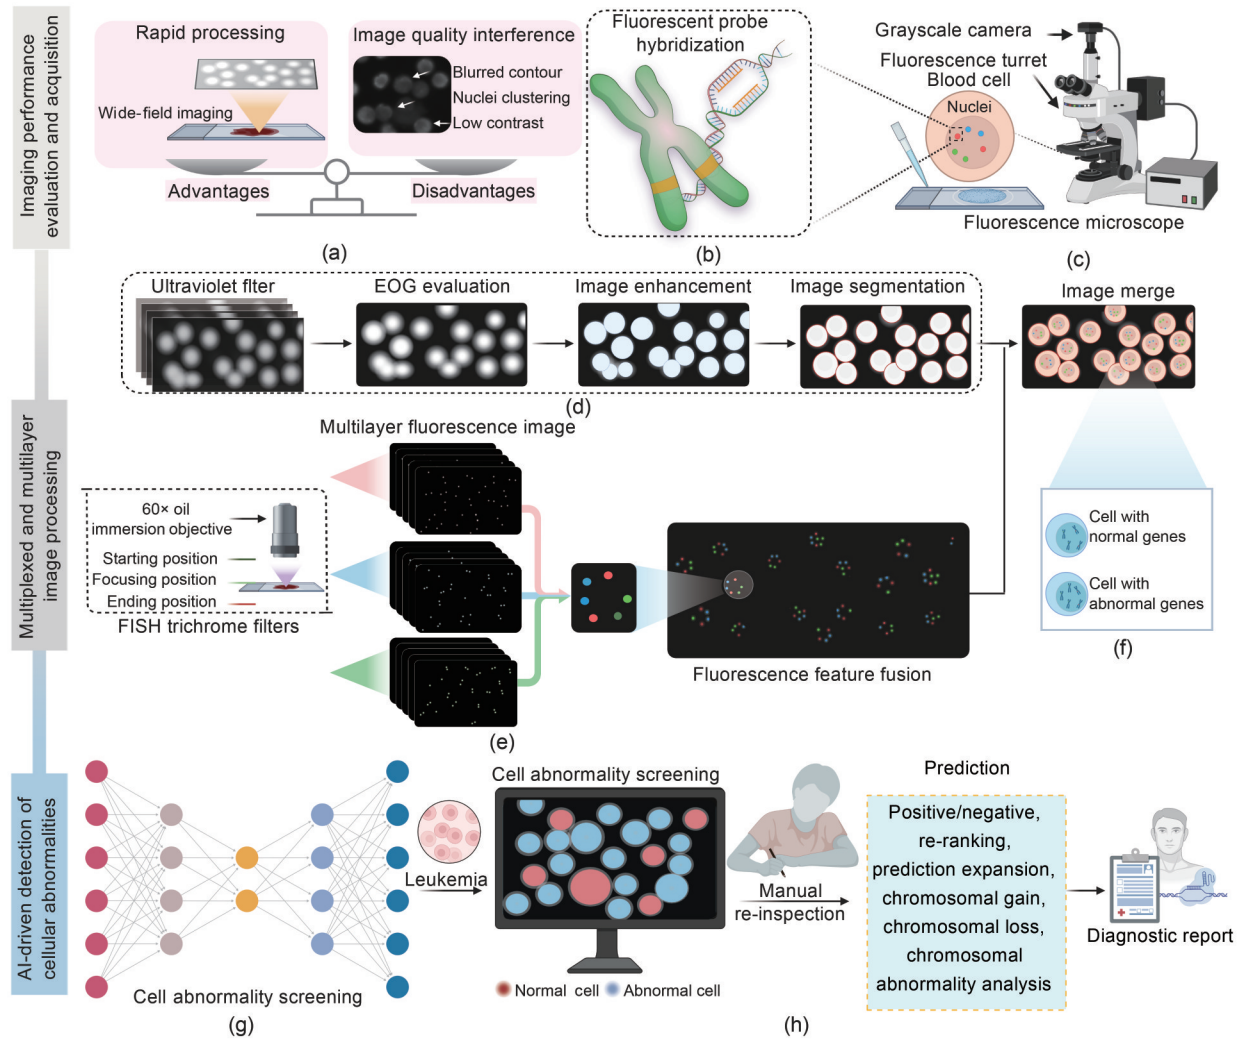 Imaging performance
evaluation and acquisition
Rapid processing
Wide-field imaging
Advantages
Image quality interference
Blurred contour
Nuclei clustering
Low contrast
Disadvantages
(a)
Fluorescent probe
hybridization
(b)
Grayscale camera
Fluorescence turret
Blood cell
Nuclei
Fluorescence microscope
(c)
Multiplexed and multilayer
image processing
Ultraviolet flter
EOG evaluation
Image enhancement
Image segmentation
(d)
Image merge
Multilayer fluorescence image
60× oil
immersion objective
Starting position
Focusing position
Ending position
FISH trichrome filters
Fluorescence feature fusion
(e)
Cell with
normal genes
Cell with
abnormal genes
(f)
AI-driven detection of
cellular abnormalities
Cell abnormality screening
(g)
Leukemia
Cell abnormality screening
Normal cell
Abnormal cell
Manual
re-inspection
Prediction
Positive/negative,
re-ranking,
prediction expansion,
chromosomal gain,
chromosomal loss,
chromosomal
abnormality analysis
Diagnostic report
(h)